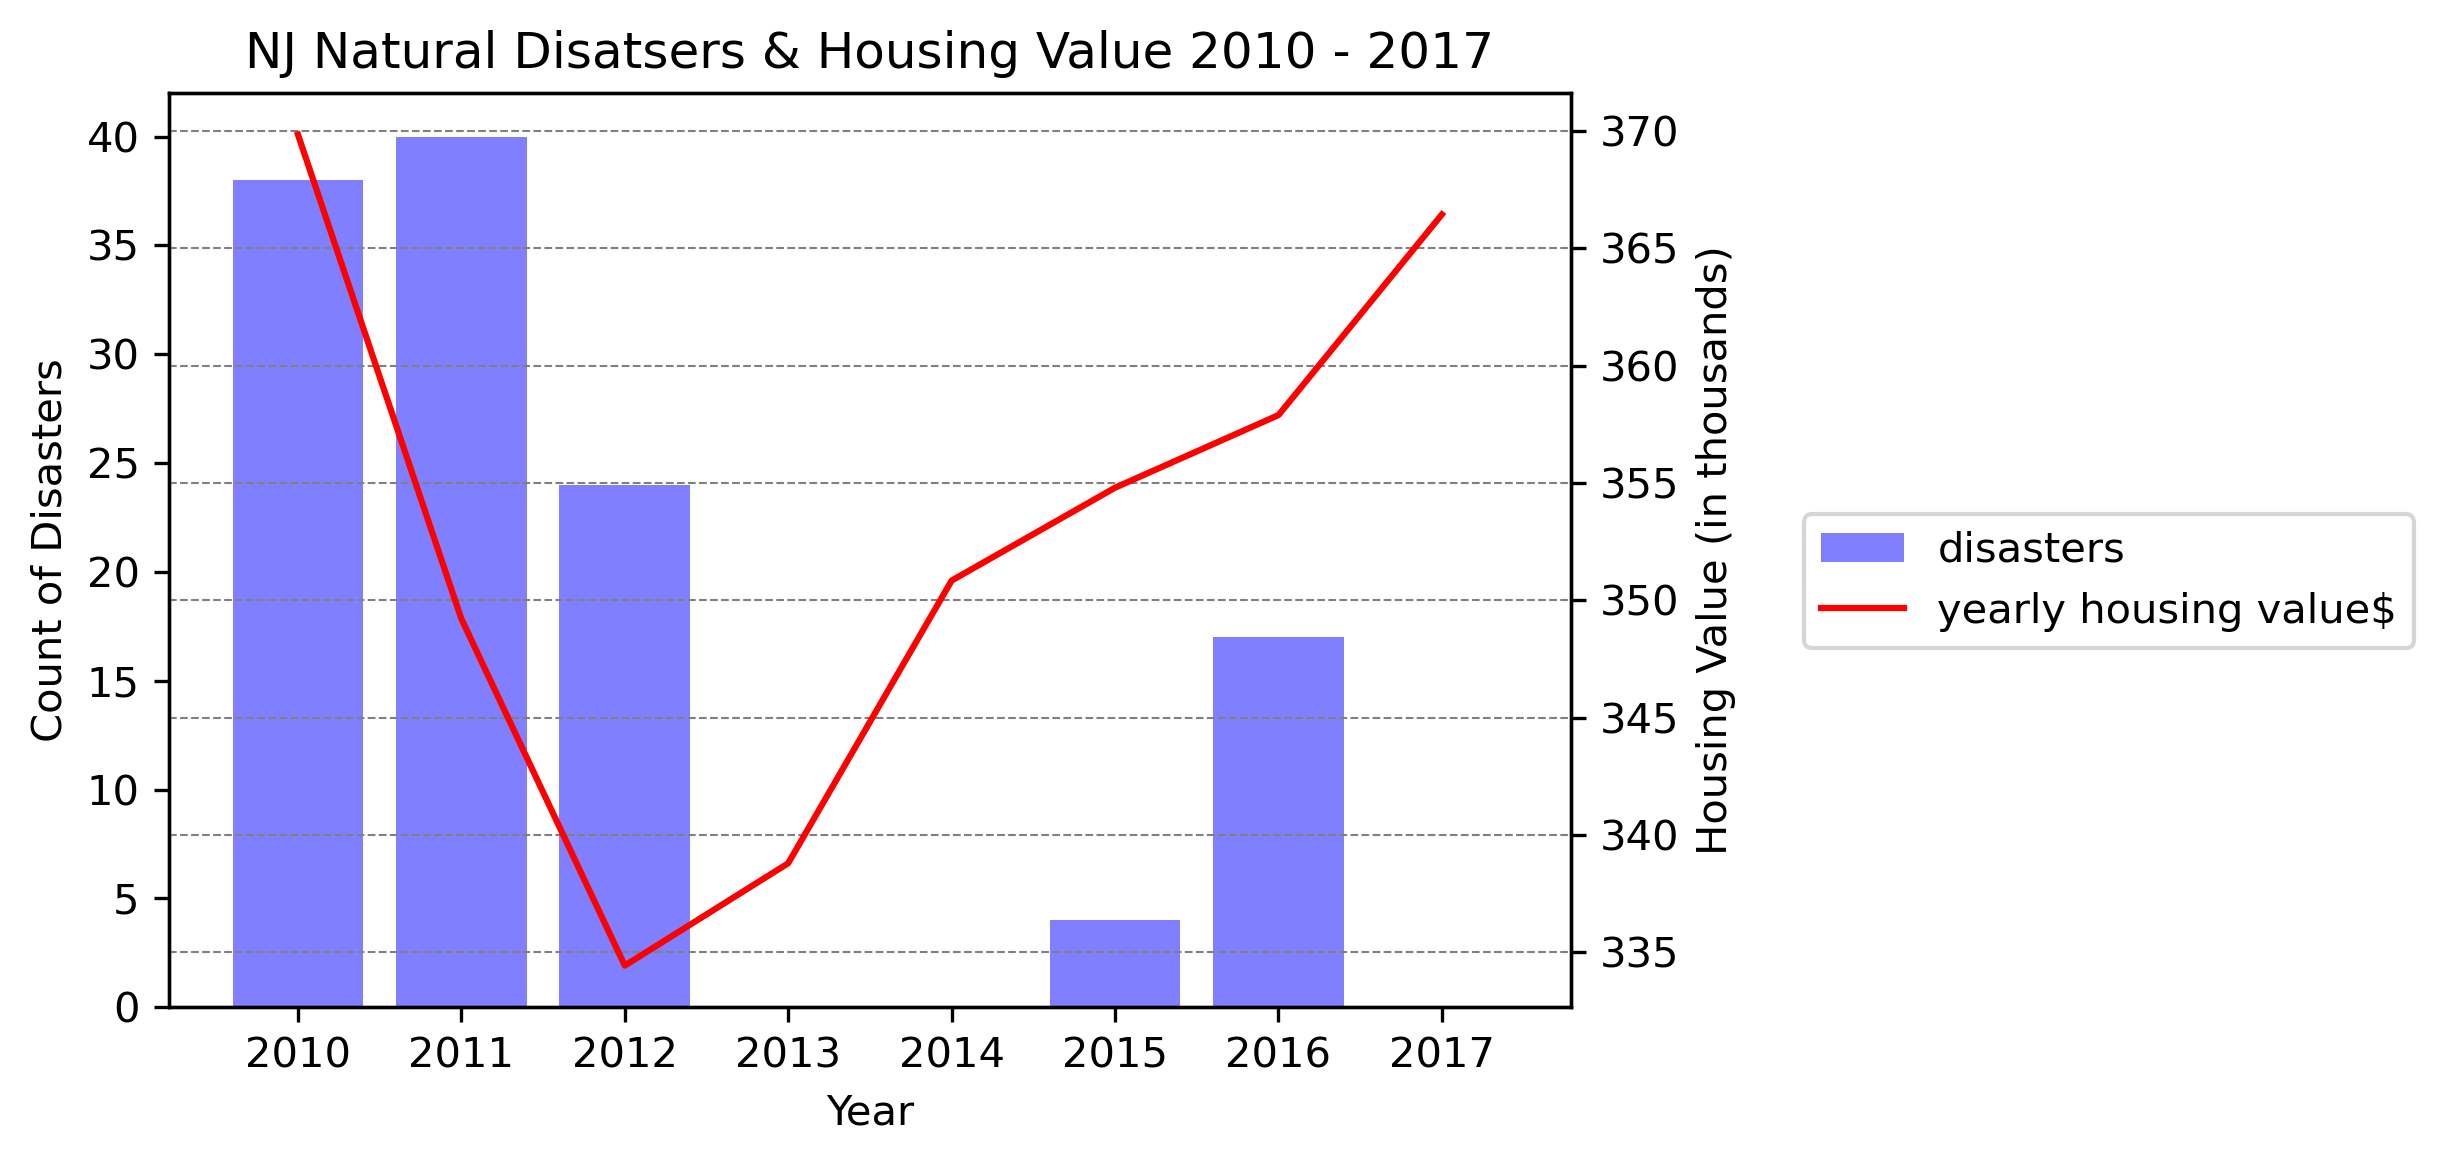 NJ Natural Disatsers & Housing Value 2010 - 2017
40
35
30
25
20
15
10
5
0
Count of Disasters
370
365
360
355
350
345
340
335
Housing Value (in thousands)
2010 2011 2012 2013 2014 2015 2016 2017
Year
disasters
yearly housing value$